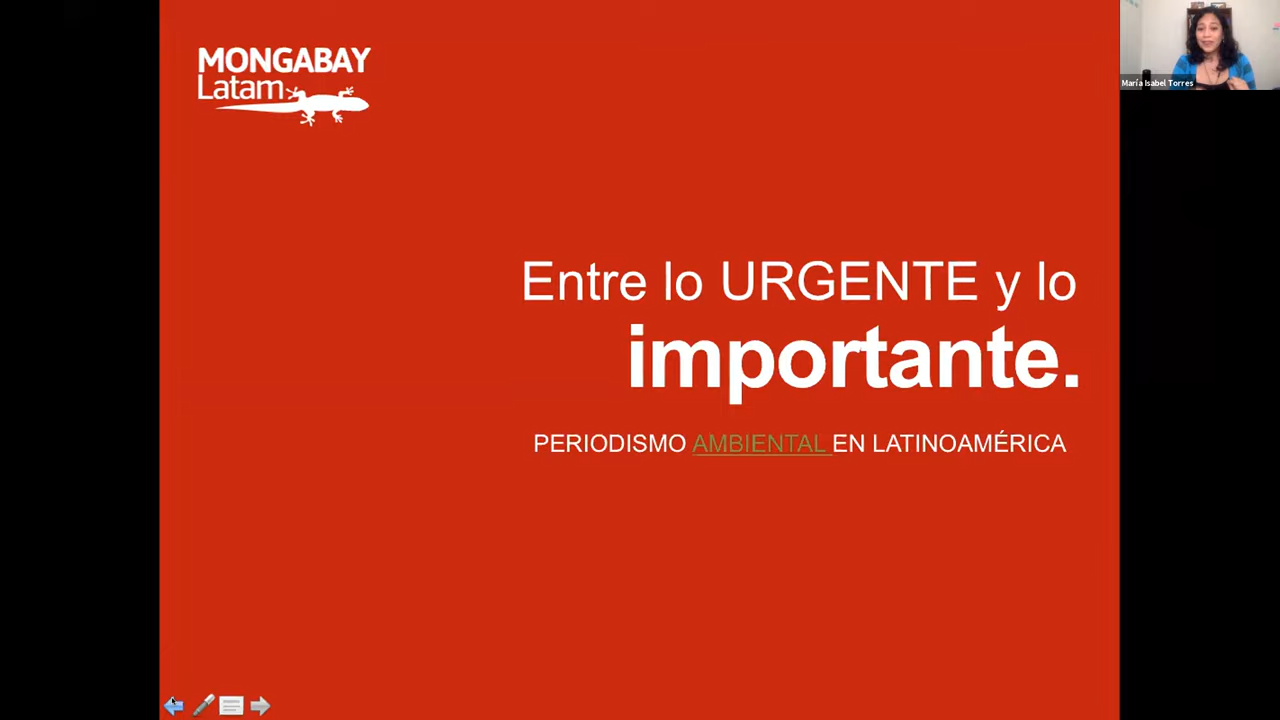 MONGABAY
Latam
María Isabel Torres
Entre lo URGENTE y lo
importante.
PERIODISMO AMBIENTAL EN LATINOAMÉRICA